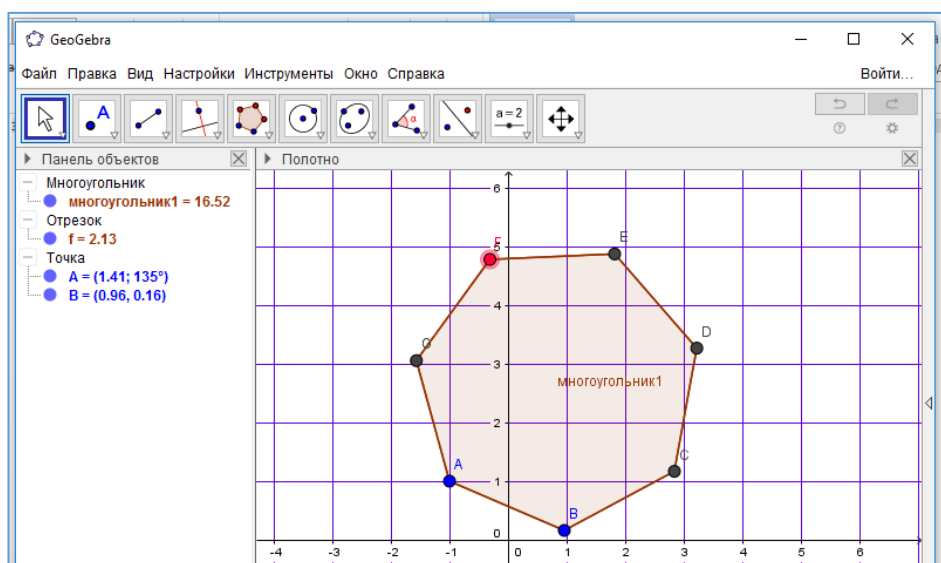 GeoGebra
Файл Правка Вид Настройки Инструменты Окно Справка Войти...
A α a = 2
Панель объектов Полотно
Многоугольник
многоугольник1 = 16.52
Отрезок
f = 2.13
Точка
A = (1.41; 135°)
B = (0.96, 0.16)
6
F 5 E
4
G 3 D
многоугольник1
2
A 1 C
B
0
-4 -3 -2 -1 0 1 2 3 4 5 6